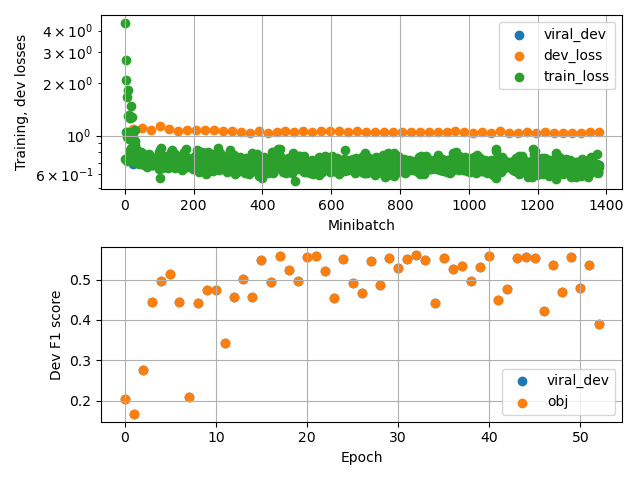 4 × 10⁰
3 × 10⁰
2 × 10⁰
10⁰
6 × 10⁻¹
Training, dev losses
viral_dev
dev_loss
train_loss
0 200 400 600 800 1000 1200 1400
Minibatch
0.5
0.4
0.3
0.2
Dev F1 score
viral_dev
obj
0 10 20 30 40 50
Epoch